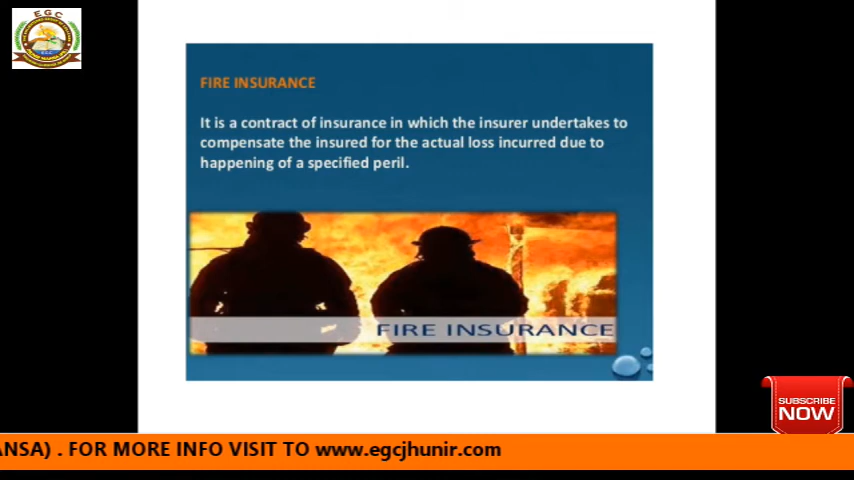 EGC
FIRE INSURANCE
It is a contract of insurance in which the insurer undertakes to
compensate the insured for the actual loss incurred due to
happening of a specified peril.
FIRE INSURANCE
SUBSCRIBE
NOW
ANSA) . FOR MORE INFO VISIT TO www.egcjhunir.com